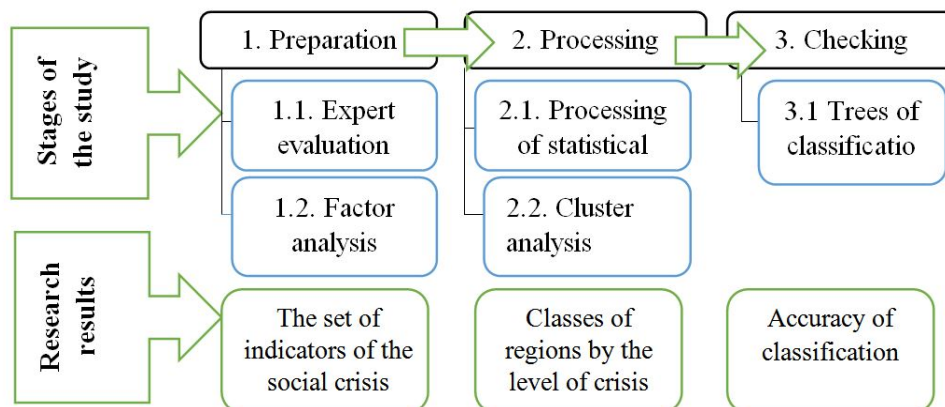 Stages of
the study
1. Preparation
2. Processing
3. Checking
1.1. Expert
evaluation
2.1. Processing
of statistical
3.1 Trees of
classificatio
1.2. Factor
analysis
2.2. Cluster
analysis
Research
results
The set of
indicators of the
social crisis
Classes of
regions by the
level of crisis
Accuracy of
classification